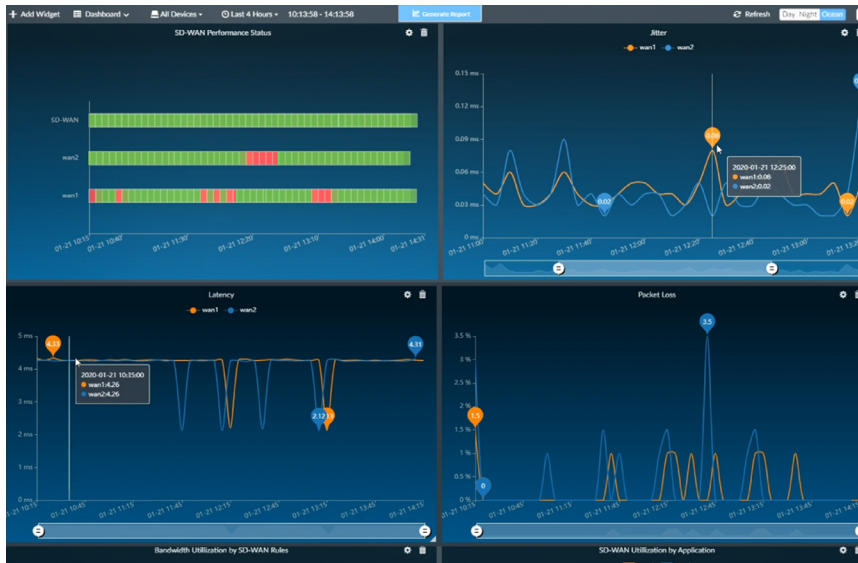 Add Widget Dashboard All Devices Last 4 Hours 10:13:58 - 14:13:58 Generate Report Refresh Day Night Ocean
SD-WAN Performance Status
SD-WAN
wan2
wan1
01-21 10:15' 01-21 10:40' 01-21 11:30' 01-21 12:20' 01-21 13:10' 01-21 14:00' 01-21 14:31'
Jitter
wan1 wan2
0.15 ms
0.12 ms
0.09 ms
0.06 ms
0.03 ms
0 ms
0.08
0.02
0.02
2020-01-21 12:25:00
wan1:0.08
wan2:0.02
01-21 11:00' 01-21 11:20' 01-21 11:40' 01-21 12:00' 01-21 12:20' 01-21 12:40' 01-21 13:00'
Latency
wan1 wan2
5 ms
4 ms
3 ms
2 ms
1 ms
0 ms
4.33
4.31
2.12
2020-01-21 10:35:00
wan1:4.26
wan2:4.26
01-21 10:15' 01-21 10:45' 01-21 11:15' 01-21 11:45' 01-21 12:15' 01-21 12:45' 01-21 13:15' 01-21 13:45' 01-21 14:15'
Packet Loss
3.5 %
3 %
2.5 %
2 %
1.5 %
1 %
0.5 %
0 %
3.5
1.5
0
01-21 10:45' 01-21 11:15' 01-21 11:45' 01-21 12:15' 01-21 12:45' 01-21 13:15' 01-21 13:45'
Bandwidth Utillization by SD-WAN Rules
SD-WAN Utillization by Application